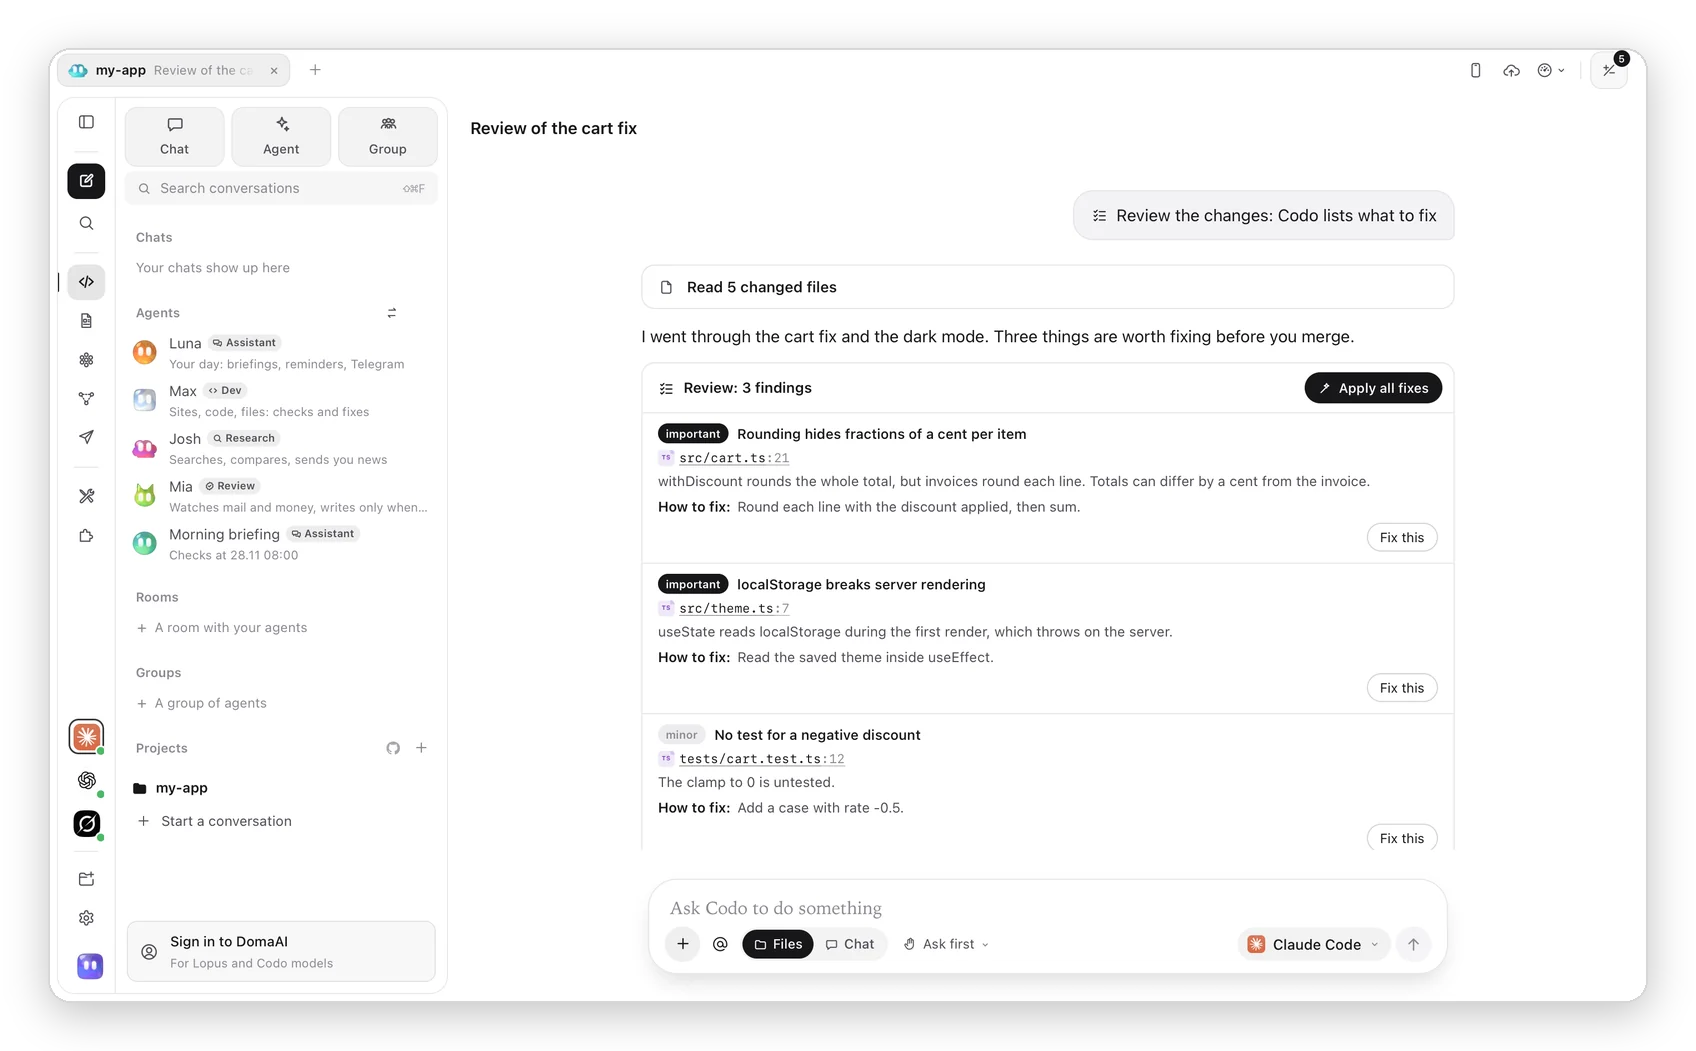 my-app Review of the ca
5
Chat
Agent
Group
Search conversations ⇧⌘F
Chats
Your chats show up here
Agents
Luna Assistant
Your day: briefings, reminders, Telegram
Max Dev
Sites, code, files: checks and fixes
Josh Research
Searches, compares, sends you news
Mia Review
Watches mail and money, writes only when...
Morning briefing Assistant
Checks at 28.11 08:00
Rooms
+ A room with your agents
Groups
+ A group of agents
Projects
my-app
+ Start a conversation
Sign in to DomaAI
For Lopus and Codo models
Review of the cart fix
Review the changes: Codo lists what to fix
Read 5 changed files
I went through the cart fix and the dark mode. Three things are worth fixing before you merge.
Review: 3 findings
Apply all fixes
important Rounding hides fractions of a cent per item
TS src/cart.ts:21
withDiscount rounds the whole total, but invoices round each line. Totals can differ by a cent from the invoice.
How to fix: Round each line with the discount applied, then sum.
Fix this
important localStorage breaks server rendering
TS src/theme.ts:7
useState reads localStorage during the first render, which throws on the server.
How to fix: Read the saved theme inside useEffect.
Fix this
minor No test for a negative discount
TS tests/cart.test.ts:12
The clamp to 0 is untested.
How to fix: Add a case with rate -0.5.
Fix this
Ask Codo to do something
Files
Chat
Ask first
Claude Code